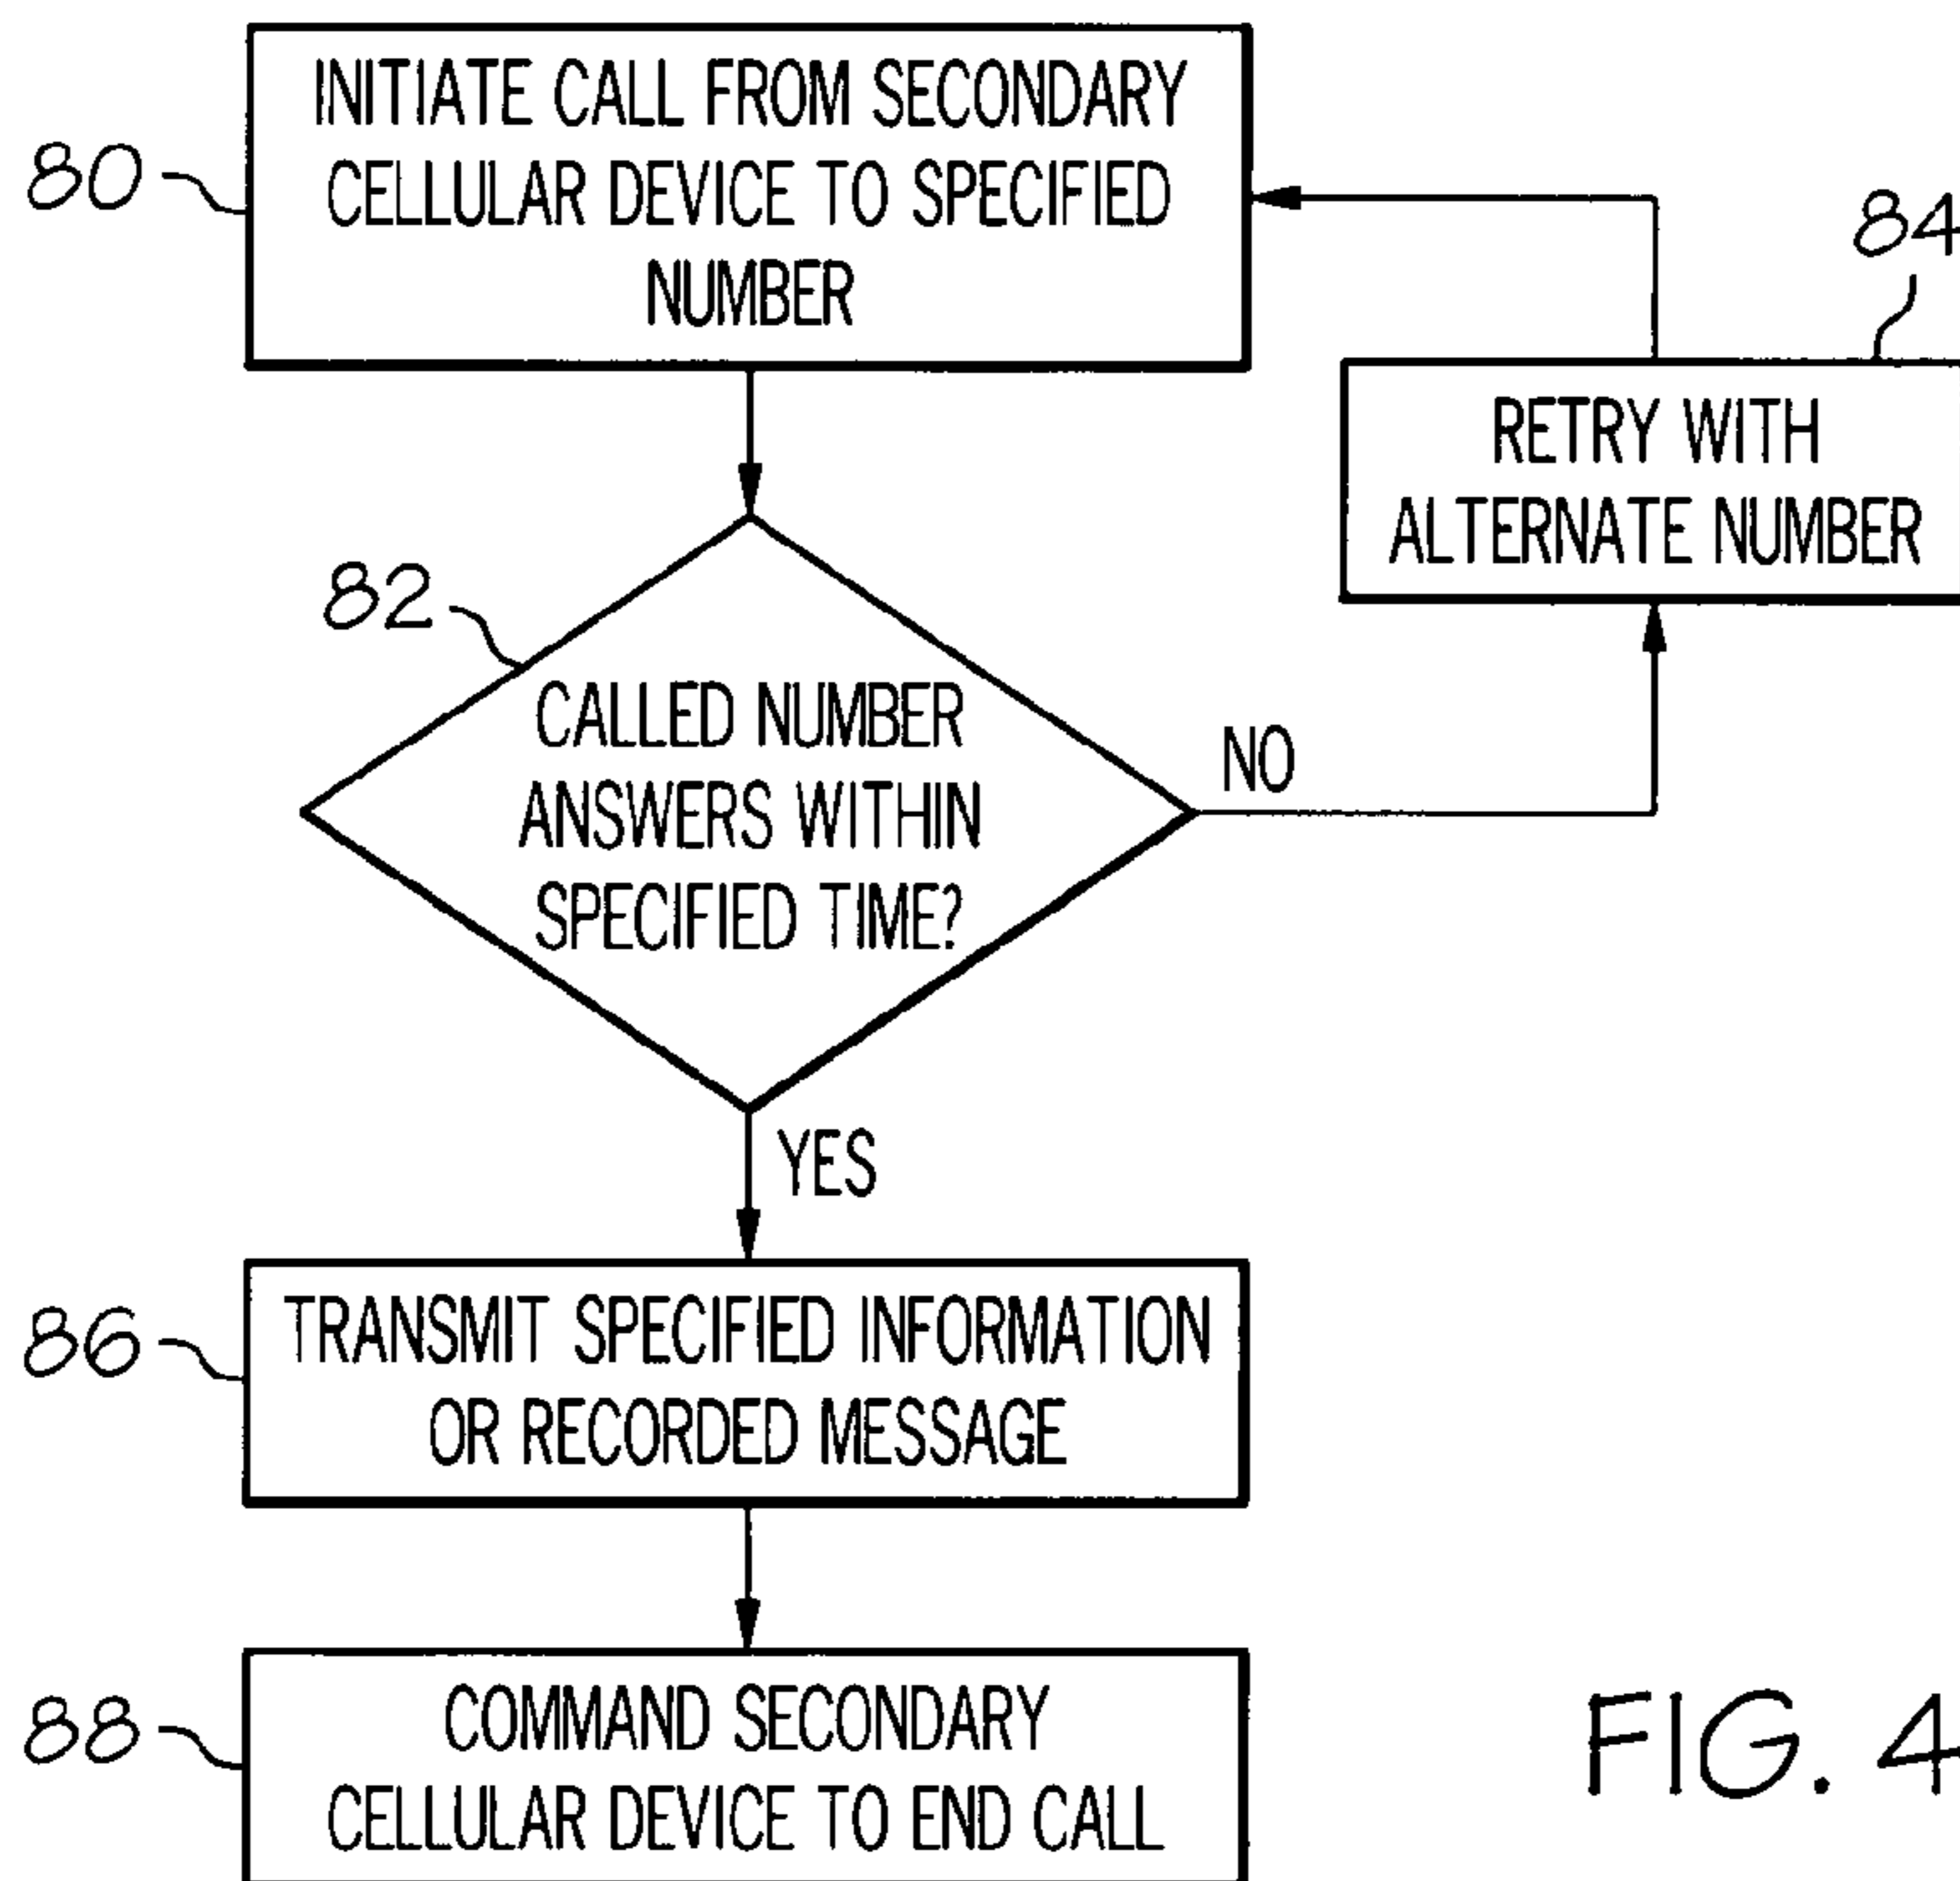 80
INITIATE CALL FROM SECONDARY
CELLULAR DEVICE TO SPECIFIED
NUMBER
84
RETRY WITH
ALTERNATE NUMBER
82
CALLED NUMBER
ANSWERS WITHIN
SPECIFIED TIME?
NO
YES
86
TRANSMIT SPECIFIED INFORMATION
OR RECORDED MESSAGE
88
COMMAND SECONDARY
CELLULAR DEVICE TO END CALL
FIG. 4